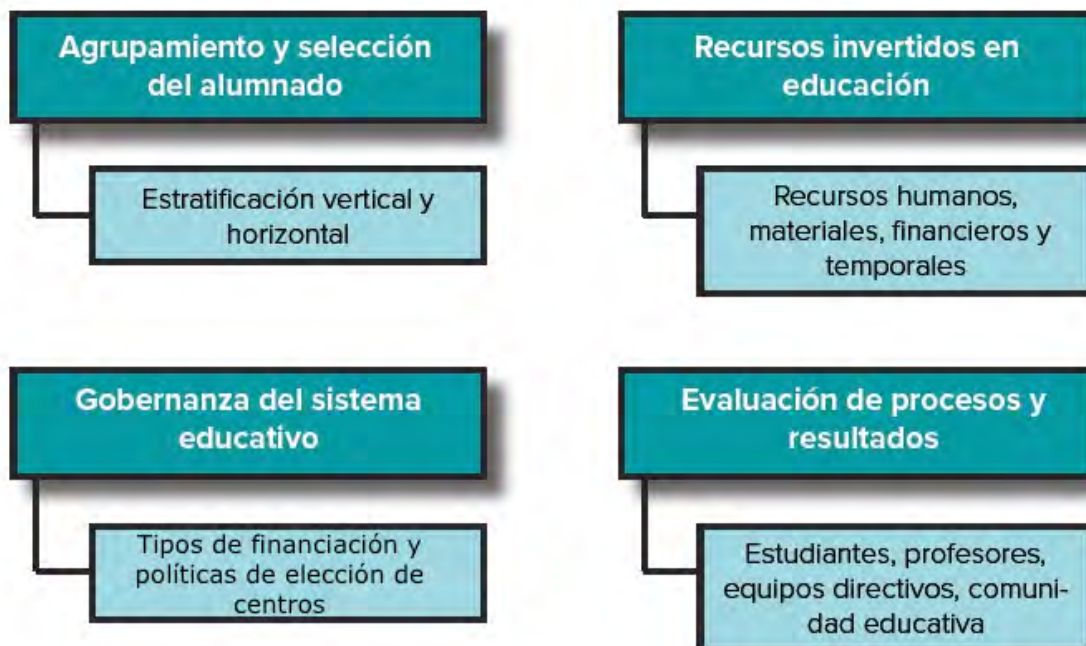 Agrupamiento y selección
del alumnado
Estratificación vertical y
horizontal
Recursos invertidos en
educación
Recursos humanos,
materiales, financieros y
temporales
Gobernanza del sistema
educativo
Tipos de financiación y
políticas de elección de
centros
Evaluación de procesos y
resultados
Estudiantes, profesores,
equipos directivos, comuni-
dad educativa